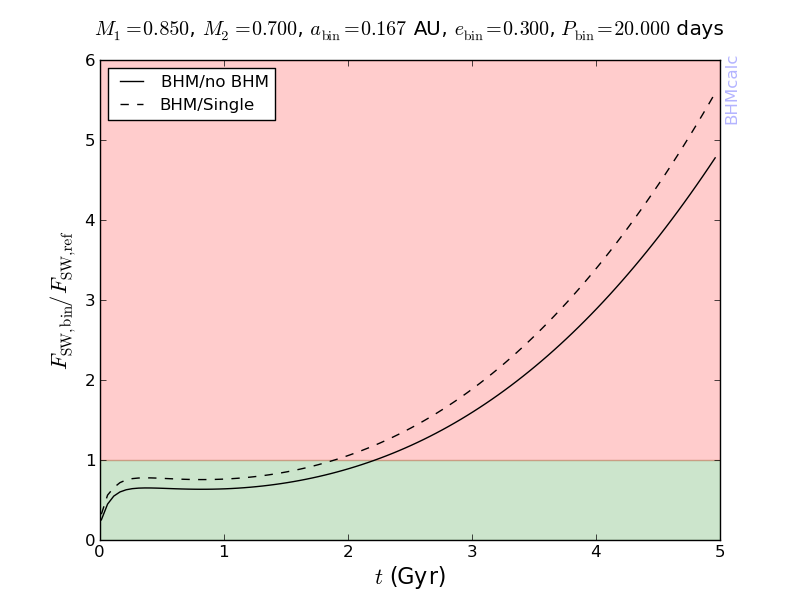 M1 =0.850, M2 =0.700, abin =0.167 AU, ebin =0.300, Pbin =20.000 days
BHM/no BHM
BHM/Single
BHMcalc
FSW,bin/ FSW,ref
6
5
4
3
2
1
0
0 1 2 3 4 5
t (Gyr)